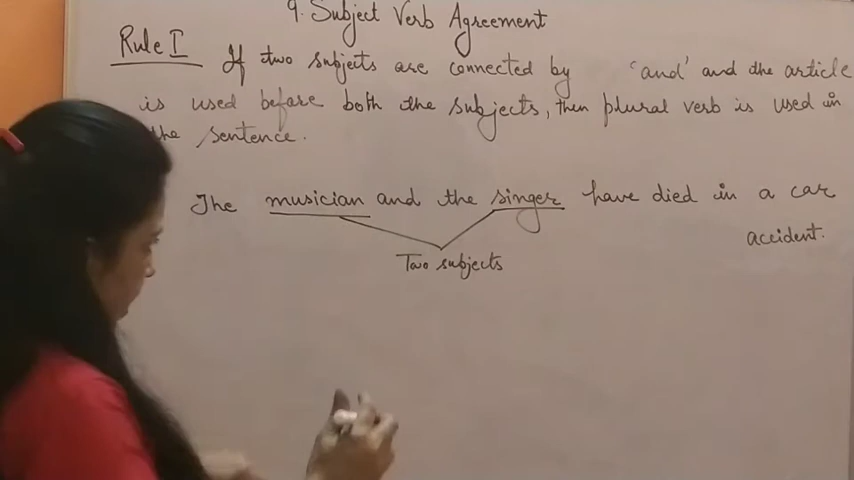 9. Subject Verb Agreement
Rule I If two subjects are connected by 'and' and the article
is used before both the subjects, then plural verb is used in
the sentence.
The musician and the singer have died in a car
accident.
Two subjects